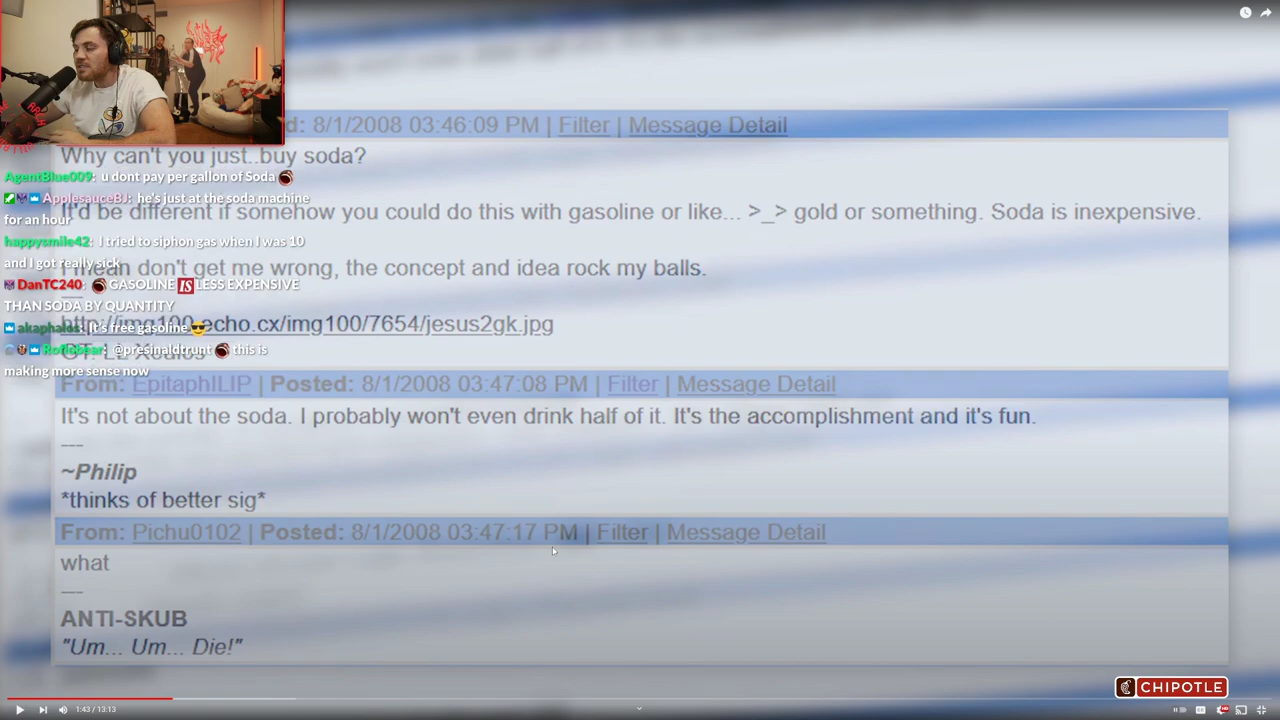 d: 8/1/2008 03:46:09 PM | Filter | Message Detail
Why can't you just..buy soda?
AgentBlue009: u dont pay per gallon of Soda
ApplesauceBJ: he's just at the soda machine
for an hour
It'd be different if somehow you could do this with gasoline or like... >_> gold or something. Soda is inexpensive.
happysmile42: I tried to siphon gas when I was 10
and I got really sick
I mean don't get me wrong, the concept and idea rock my balls.
DanTC240: GASOLINE IS LESS EXPENSIVE
THAN SODA BY QUANTITY
http://img100.echo.cx/img100/7654/jesus2gk.jpg
akaphalos: It's free gasoline
@presinaldtrunt this is
making more sense now
From: EpitaphILIP | Posted: 8/1/2008 03:47:08 PM | Filter | Message Detail
It's not about the soda. I probably won't even drink half of it. It's the accomplishment and it's fun.
---
~Philip
*thinks of better sig*
From: Pichu0102 | Posted: 8/1/2008 03:47:17 PM | Filter | Message Detail
what
---
ANTI-SKUB
"Um... Um... Die!"
CHIPOTLE
1:43 / 13:13